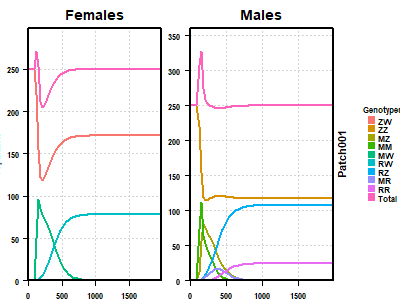 Females
Males
250
200
150
100
50
0
0
500
1000
1500
350
300
250
200
150
100
50
0
0
500
1000
1500
Patch001
Genotype
ZW
ZZ
MZ
MM
MW
RW
RZ
MR
RR
Total